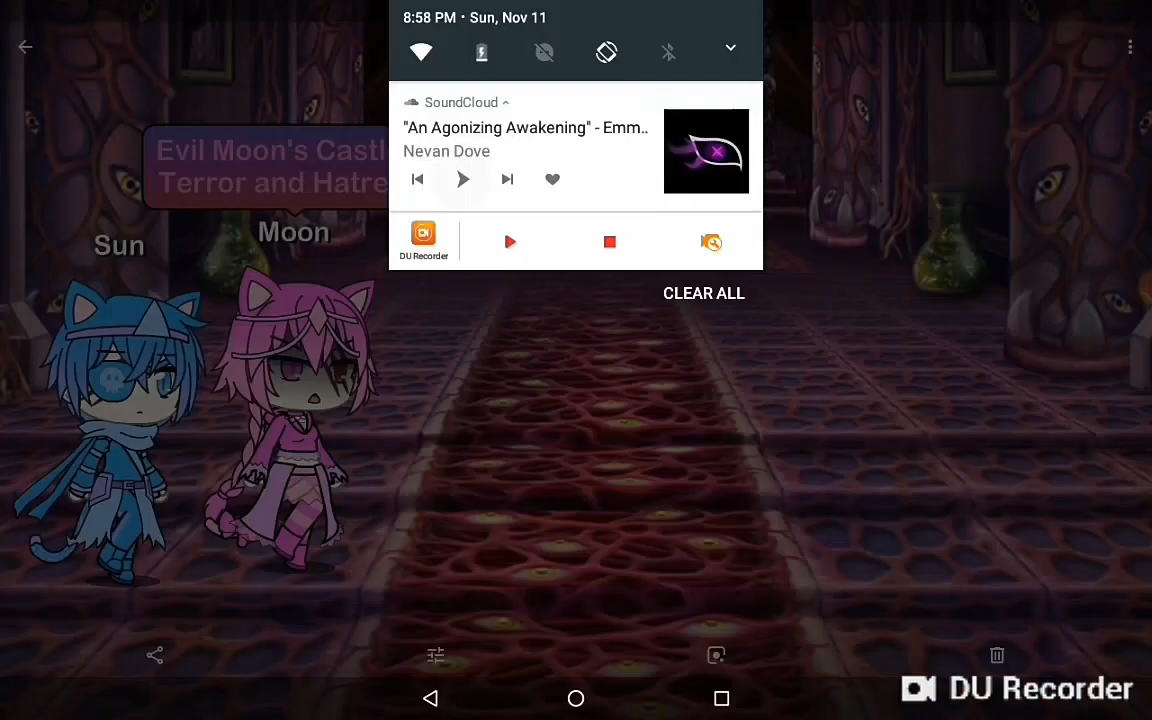 8:58 PM • Sun, Nov 11
SoundCloud
"An Agonizing Awakening" - Emm..
Nevan Dove
DU Recorder
CLEAR ALL
Evil Moon's Castl
Terror and Hatre
Moon
Sun
DU Recorder